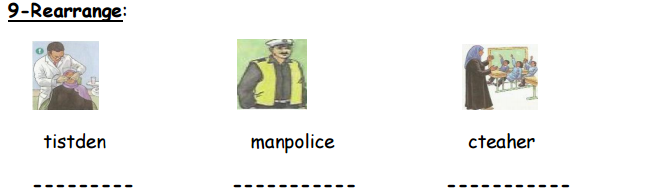 9-Rearrange:
tistden manpolice cteaher
--------- ----------- -----------